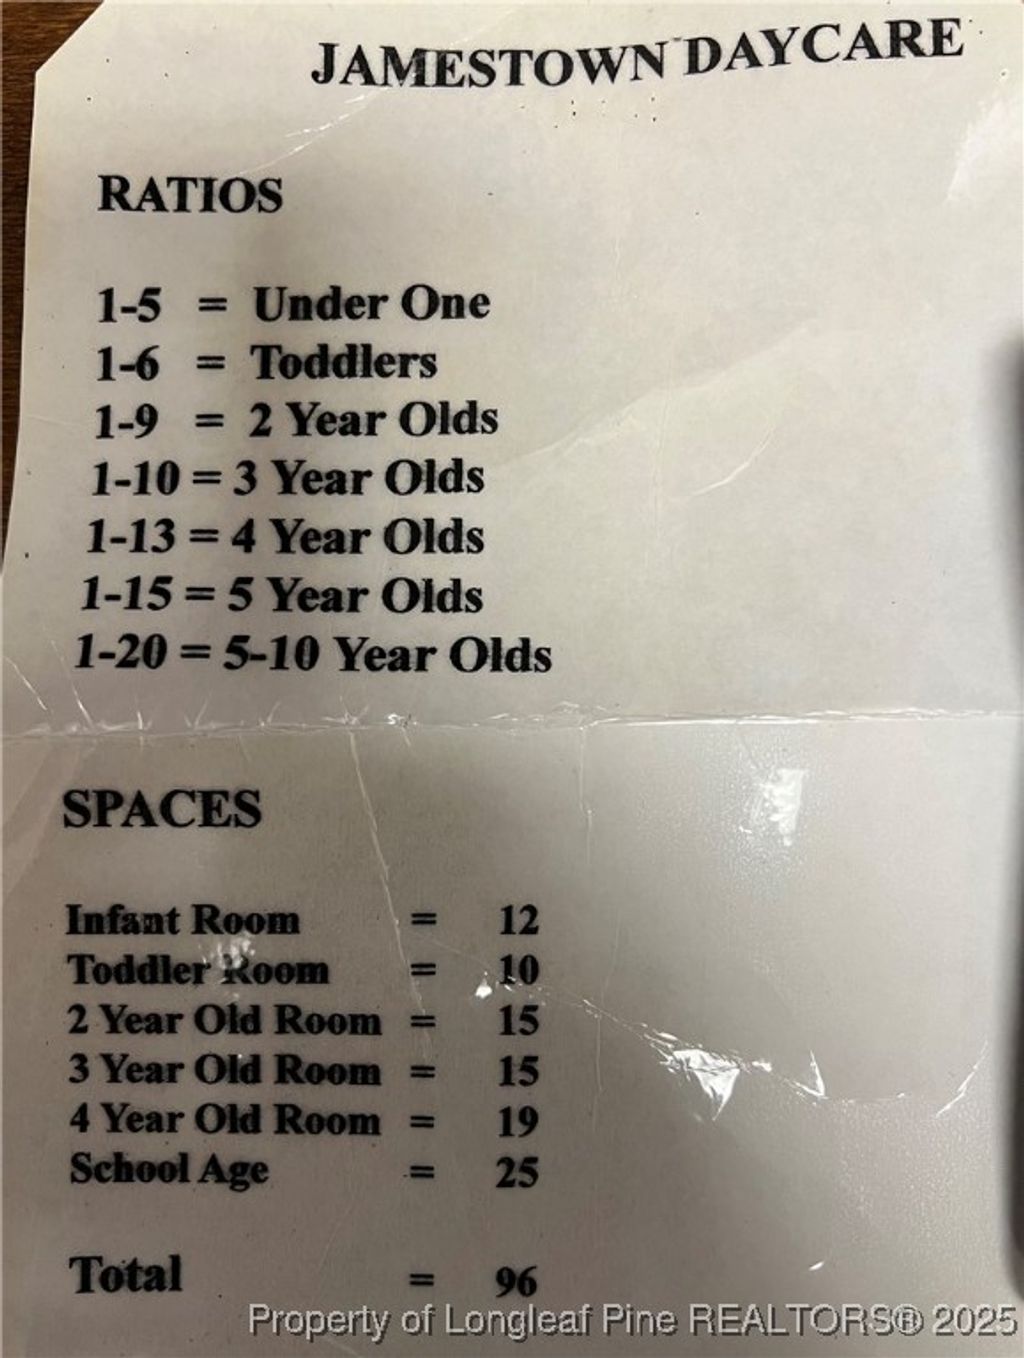 JAMESTOWN DAYCARE
RATIOS
1-5 = Under One
1-6 = Toddlers
1-9 = 2 Year Olds
1-10 = 3 Year Olds
1-13 = 4 Year Olds
1-15 = 5 Year Olds
1-20 = 5-10 Year Olds
SPACES
Infant Room = 12
Toddler Room = 10
2 Year Old Room = 15
3 Year Old Room = 15
4 Year Old Room = 19
School Age = 25
Total = 96
Property of Longleaf Pine REALTORS® 2025